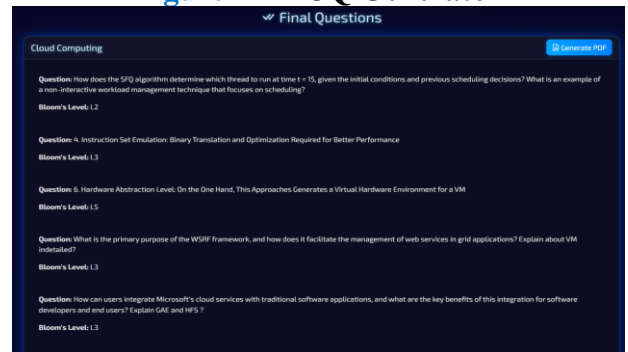 ✔ Final Questions
Cloud Computing
Generate PDF
Question: How does the SFQ algorithm determine which thread to run at time t = 15, given the initial conditions and previous scheduling decisions? What is an example of
a non-interactive workload management technique that focuses on scheduling?
Bloom's Level: L2
Question: 4. Instruction Set Emulation: Binary Translation and Optimization Required for Better Performance
Bloom's Level: L3
Question: 6. Hardware Abstraction Level: On the One Hand, This Approaches Generates a Virtual Hardware Environment for a VM
Bloom's Level: L5
Question: What is the primary purpose of the WSRF framework, and how does it facilitate the management of web services in grid applications? Explain about VM
indetailed?
Bloom's Level: L3
Question: How can users integrate Microsoft's cloud services with traditional software applications, and what are the key benefits of this integration for software
developers and end users? Explain GAE and HFS ?
Bloom's Level: L3